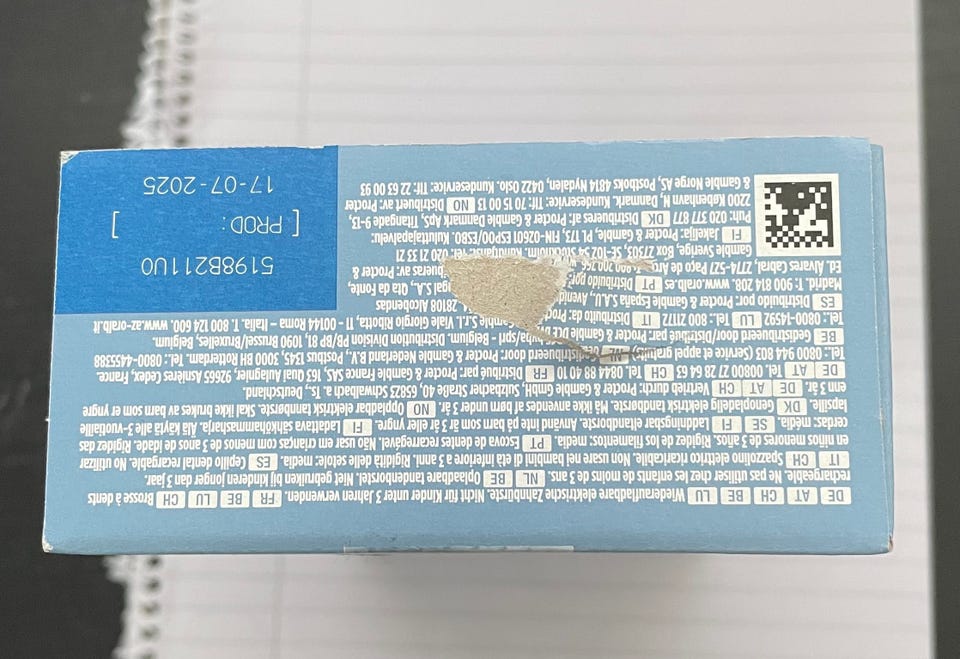 DE AT CH BE LU Wiederaufladbare elektrische Zahnbürste. Nicht für Kinder unter 3 Jahren verwenden. FR BE LU CH Brosse à dents
rechargeable. Ne pas utiliser chez les enfants de moins de 3 ans. NL BE Oplaadbare tandenborstel. Niet gebruiken bij kinderen jonger dan 3 jaar.
IT CH Spazzolino elettrico ricaricabile. Non usare nei bambini di età inferiore a 3 anni. Rigidità delle setole: media. ES Cepillo dental recargable. No utilizar
en niños menores de 3 años. Rigidez de los filamentos: media. PT Escova de dentes recarregável. Não usar em crianças com menos de 3 anos de idade. Rigidez das
cerdas: média. SE FI Laddningsbar eltandborste. Använd inte på barn som är 3 år eller yngre. FI Ladattava sähköhammasharja. Älä käytä alle 3-vuotiaille
lapsille. DK Genopladelig elektrisk tandbørste. Må ikke anvendes af børn under 3 år. NO Oppladbar elektrisk tannbørste. Skal ikke brukes av barn som er yngre
enn 3 år. DE AT CH Vertrieb durch: Procter & Gamble GmbH, Sulzbacher Straße 40, 65823 Schwalbach a. Ts., Deutschland.
DE AT Tel. 00800 27 28 64 63 CH Tel. 0844 88 40 10 FR Procter & Gamble France SAS, 163 Quai Aulagnier, 92665 Asnières Cedex, France.
Tel.: 0800 944 803 (Service et appel gratuits) NL Gedistribueerd door: Procter & Gamble Nederland B.V., Postbus 1345, 3000 BH Rotterdam. Tel.: 0800-4455388
BE Gedistribueerd door/Distribué par: Procter & Gamble - Belgium. Distribution Division PB/BP 81, 1090 Brussel/Bruxelles, Belgium.
Tel.: 0800-14592 LU Tel.: 800 21172 IT Distribuito da: Procter & Gamble S.r.l. Viale Giorgio Ribotta, 11 00144 Roma – Italia. T. 800 124 600. www.az-oralb.it
ES Distribuido por: Procter & Gamble España S.A.U., 28108 Alcobendas
Madrid. T. 900 814 208. www.oralb.es PT Distribuído por: S.A., Qta da Fonte,
Ed. Álvares Cabral, 2774-527 Paço de av: Procter &
Gamble Sverige, Box 27303, SE-102 54 Stockholm. Kundtjänst: Tel. 020 21 33 21
FI Jakelija: Procter & Gamble, PL 173, FIN-02601 ESPOO/ESBO. Kuluttajapalvelu:
Puh: 020 377 877 DK Distribueres af: Procter & Gamble Danmark ApS, Titangade 9-13,
2200 København N, Danmark. Kundeservice: Tlf: 70 15 00 13 NO Distribuert av: Procter
& Gamble Norge AS, Postboks 4814 Nydalen, 0422 Oslo. Kundeservice: Tlf: 22 63 00 93
5198B211U0
[ PROD: ]
17-07-2025